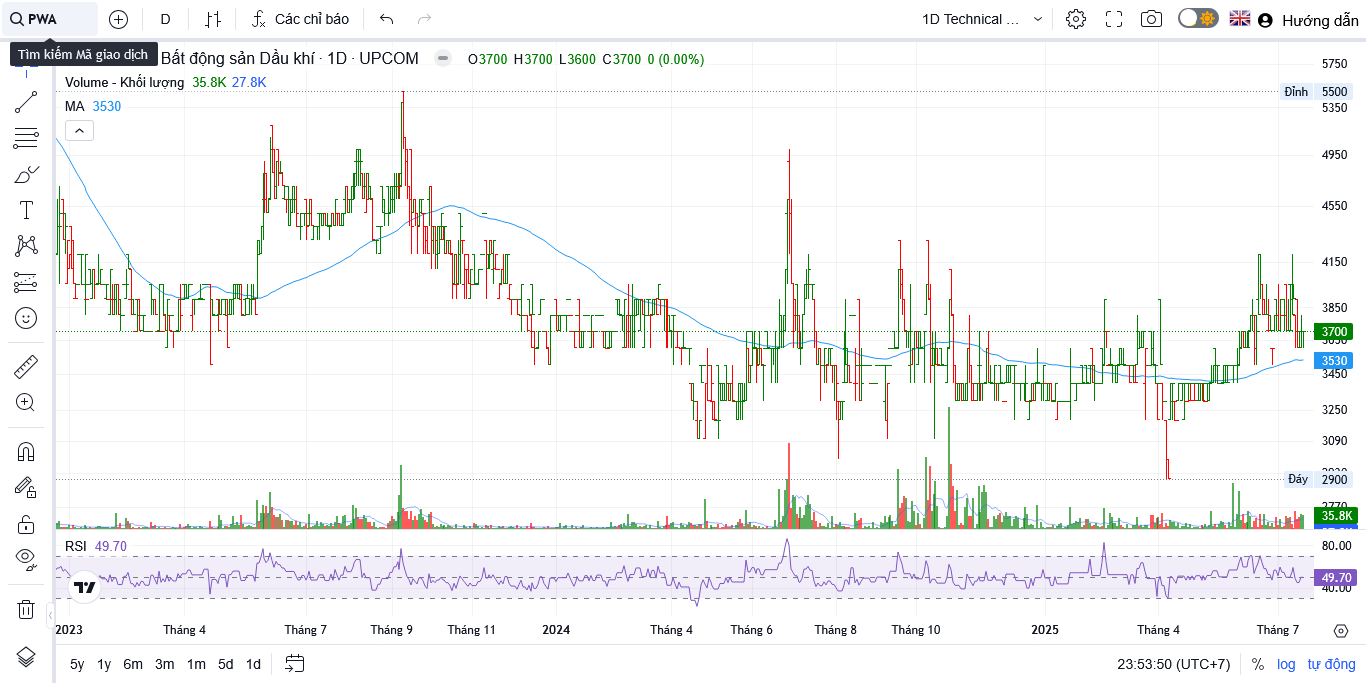 PWA
D
Các chỉ báo
1D Technical ...
Hướng dẫn
Tìm kiếm Mã giao dịch
Bất động sản Dầu khí · 1D · UPCOM
O3700 H3700 L3600 C3700 0 (0.00%)
Volume - Khối lượng 35.8K 27.8K
MA 3530
5750
Đỉnh 5500
5350
4950
4550
4150
3850
3700
3530
3450
3250
3090
Đáy 2900
2770
35.8K
RSI 49.70
80.00
49.70
40.00
2023 Tháng 4 Tháng 7 Tháng 9 Tháng 11 2024 Tháng 4 Tháng 6 Tháng 8 Tháng 10 2025 Tháng 4 Tháng 7
5y 1y 6m 3m 1m 5d 1d
23:53:50 (UTC+7) % log tự động